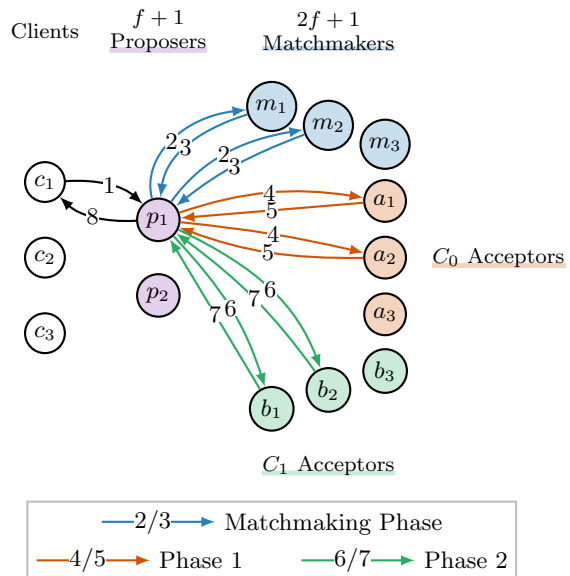 Clients
f + 1
Proposers
2f + 1
Matchmakers
m₁
m₂
m₃
2 3
2
3
c₁
1
8
p₁
4
5
a₁
4
5
a₂
C₀ Acceptors
c₂
p₂
a₃
c₃
7 6
7 6
b₁
b₂
b₃
C₁ Acceptors
2/3 Matchmaking Phase
4/5 Phase 1
6/7 Phase 2